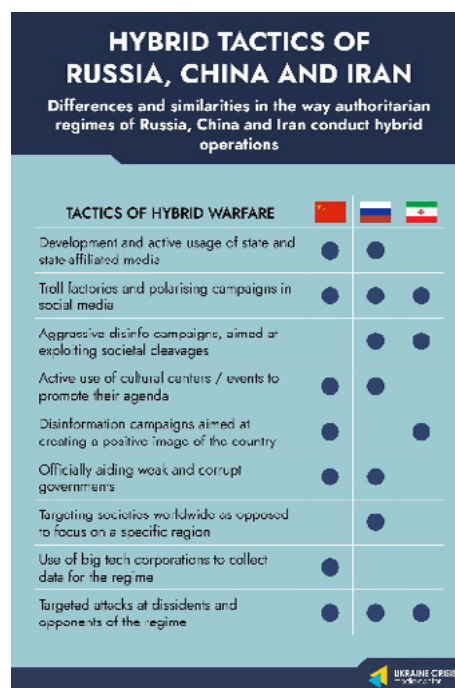 HYBRID TACTICS OF
RUSSIA, CHINA AND IRAN
Differences and similarities in the way authoritarian
regimes of Russia, China and Iran conduct hybrid
operations
TACTICS OF HYBRID WARFARE
Development and active usage of state and
state-affiliated media
Troll factories and polarising campaigns in
social media
Aggressive disinfo campaigns, aimed at
exploiting societal cleavages
Active use of cultural centers / events to
promote their agenda
Disinformation campaigns aimed at
creating a positive image of the country
Officially aiding weak and corrupt
governments
Targeting societies worldwide as opposed
to focus on a specific region
Use of big tech corporations to collect
data for the regime
Targeted attacks at dissidents and
opponents of the regime
UKRAINE CRISIS
media center